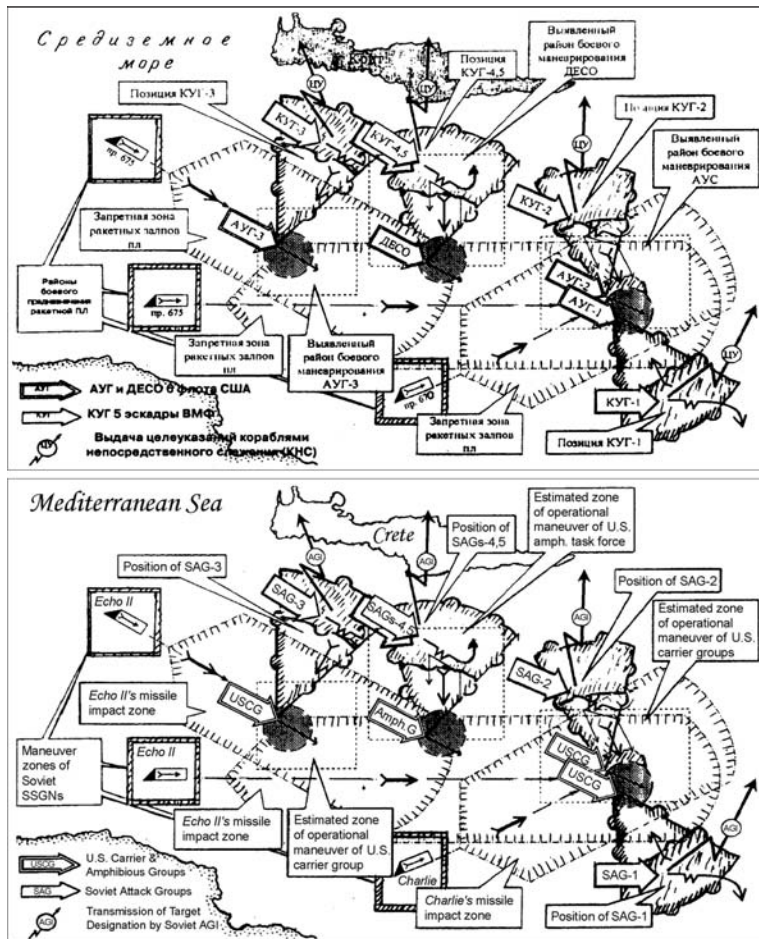 Средиземное
море
Крит
ЦУ
ЦУ
Позиция КУГ-4,5
Выявленный
район боевого
маневрирования
ДЕСО
Позиция КУГ-3
КУГ-3
КУГ-4,5
ЦУ
Позиция КУГ-2
Выявленный
район боевого
маневрирования
АУС
пр. 675
КУГ-2
Запретная зона
ракетных залпов
пл
АУГ-3
ДЕСО
АУГ-2
АУГ-1
Районы
боевого
предназначения
ракетной ПЛ
пр. 675
Запретная зона
ракетных залпов
пл
Выявленный
район боевого
маневрирования
АУГ-3
пр. 670
Запретная зона
ракетных залпов
пл
ЦУ
КУГ-1
Позиция КУГ-1
АУГ
АУГ и ДЕСО 6 флота США
КУГ
КУГ 5 эскадры ВМФ
ЦУ
Выдача целеуказаний кораблями
непосредственного слежения (КНС)
Mediterranean Sea
Crete
AGI
AGI
Position of
SAGs-4,5
Estimated zone
of operational
maneuver of U.S.
amph. task force
Position of SAG-3
SAG-3
SAGs-4,5
AGI
Position of SAG-2
Estimated zone
of operational
maneuver of U.S.
carrier groups
Echo II
SAG-2
Echo II's missile
impact zone
USCG
Amph.G
USCG
USCG
Maneuver
zones of
Soviet
SSGNs
Echo II
Echo II's missile
impact zone
Estimated zone
of operational
maneuver of U.S.
carrier group
Charlie
Charlie's missile
impact zone
AGI
SAG-1
Position of SAG-1
USCG
U.S. Carrier &
Amphibious Groups
SAG
Soviet Attack Groups
AGI
Transmission of Target
Designation by Soviet AGI